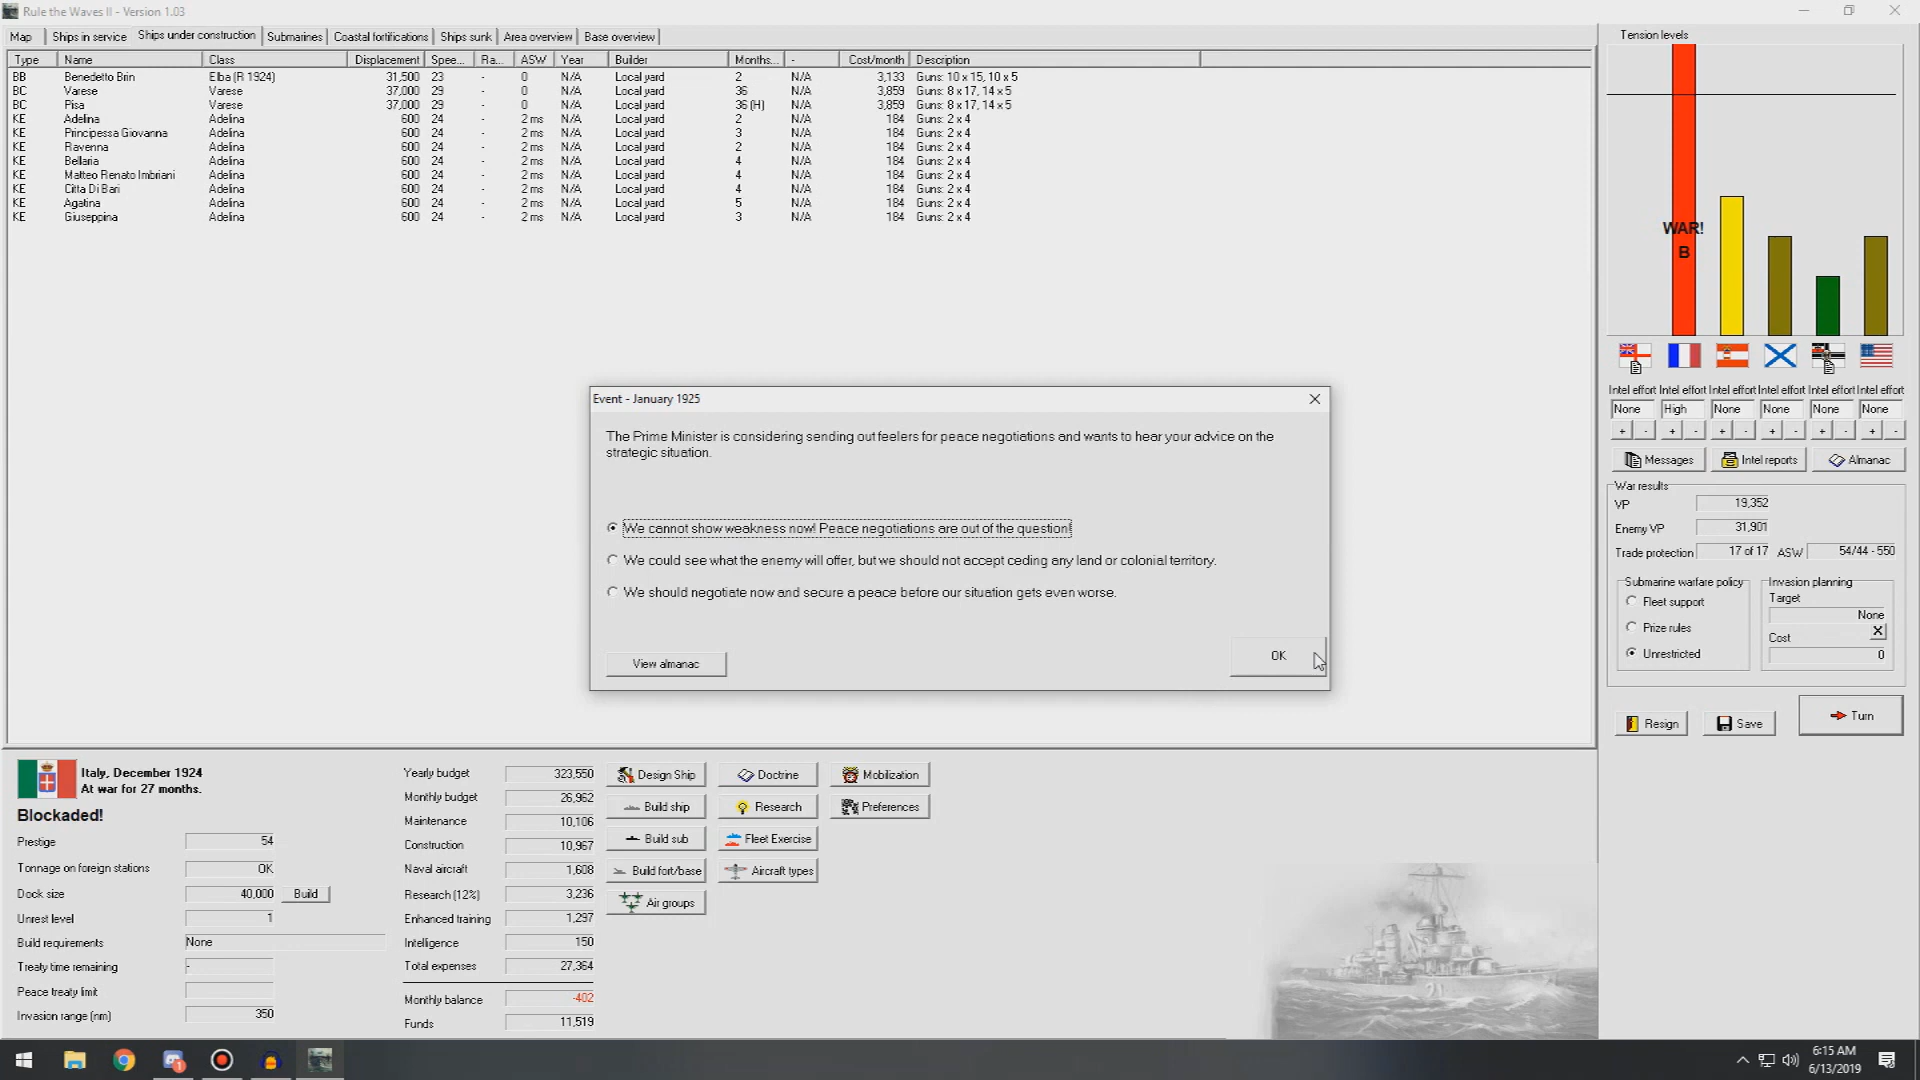 Rule the Waves II - Version 1.03
Map Ships in service Ships under construction Submarines Coastal fortifications Ships sunk Area overview Base overview
Type Name Class Displacement Spee... Ra... ASW Year Builder Months... - Cost/month Description
BB Benedetto Brin Elba (R 1924) 31,500 23 - 0 N/A Local yard 2 N/A 3,133 Guns: 10 x 15, 10 x 5
BC Varese Varese 37,000 29 - 0 N/A Local yard 36 N/A 3,859 Guns: 8 x 17, 14 x 5
BC Pisa Varese 37,000 29 - 0 N/A Local yard 36 (H) N/A 3,859 Guns: 8 x 17, 14 x 5
KE Adelina Adelina 600 24 - 2 ms N/A Local yard 2 N/A 184 Guns: 2 x 4
KE Principessa Giovanna Adelina 600 24 - 2 ms N/A Local yard 3 N/A 184 Guns: 2 x 4
KE Ravenna Adelina 600 24 - 2 ms N/A Local yard 2 N/A 184 Guns: 2 x 4
KE Bellaria Adelina 600 24 - 2 ms N/A Local yard 4 N/A 184 Guns: 2 x 4
KE Matteo Renato Imbriani Adelina 600 24 - 2 ms N/A Local yard 4 N/A 184 Guns: 2 x 4
KE Citta Di Bari Adelina 600 24 - 2 ms N/A Local yard 4 N/A 184 Guns: 2 x 4
KE Agatina Adelina 600 24 - 2 ms N/A Local yard 5 N/A 184 Guns: 2 x 4
KE Giuseppina Adelina 600 24 - 2 ms N/A Local yard 3 N/A 184 Guns: 2 x 4
Event - January 1925
The Prime Minister is considering sending out feelers for peace negotiations and wants to hear your advice on the
strategic situation.
We cannot show weakness now! Peace negotiations are out of the question!
We could see what the enemy will offer, but we should not accept ceding any land or colonial territory.
We should negotiate now and secure a peace before our situation gets even worse.
View almanac OK
Tension levels
WAR!
B
Intel effort Intel effort Intel effort Intel effort Intel effort Intel effort
None High None None None None
+ - + - + - + - + - + -
Messages Intel reports Almanac
War results
VP 19,352
Enemy VP 31,901
Trade protection 17 of 17 ASW 54/44 - 550
Submarine warfare policy Invasion planning
Fleet support Target
None
Prize rules Cost X
Unrestricted 0
Resign Save Turn
Italy, December 1924
At war for 27 months.
Blockaded!
Prestige 54
Tonnage on foreign stations OK
Dock size 40,000 Build
Unrest level 1
Build requirements None
Treaty time remaining -
Peace treaty limit
Invasion range (nm) 350
Yearly budget 323,550
Monthly budget 26,962
Maintenance 10,106
Construction 10,967
Naval aircraft 1,608
Research (12%) 3,236
Enhanced training 1,297
Intelligence 150
Total expenses 27,364
Monthly balance -402
Funds 11,519
Design Ship Doctrine Mobilization
Build ship Research Preferences
Build sub Fleet Exercise
Build fort/base Aircraft types
Air groups
21
1
6:15 AM
6/13/2019